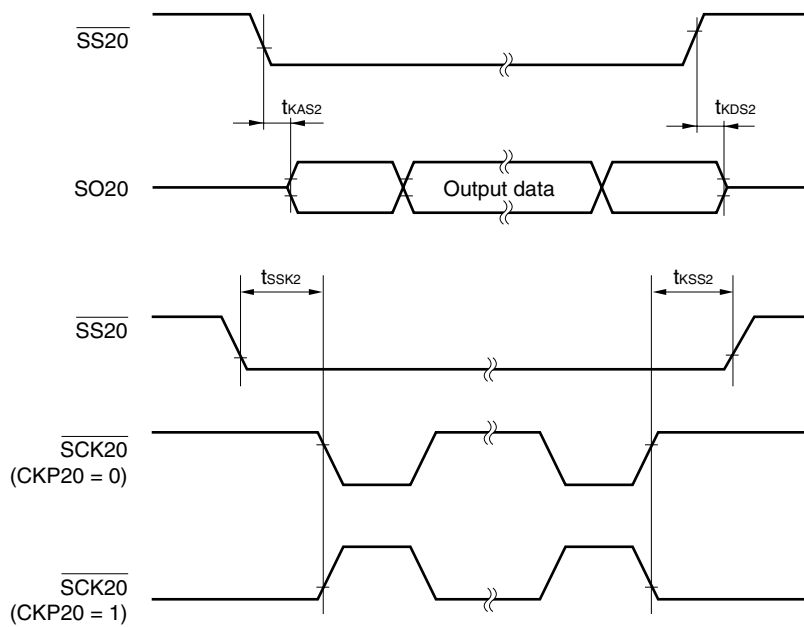 SS20
tKAS2
tKDS2
SO20
Output data
tSSK2
tKSS2
SS20
SCK20
(CKP20 = 0)
SCK20
(CKP20 = 1)